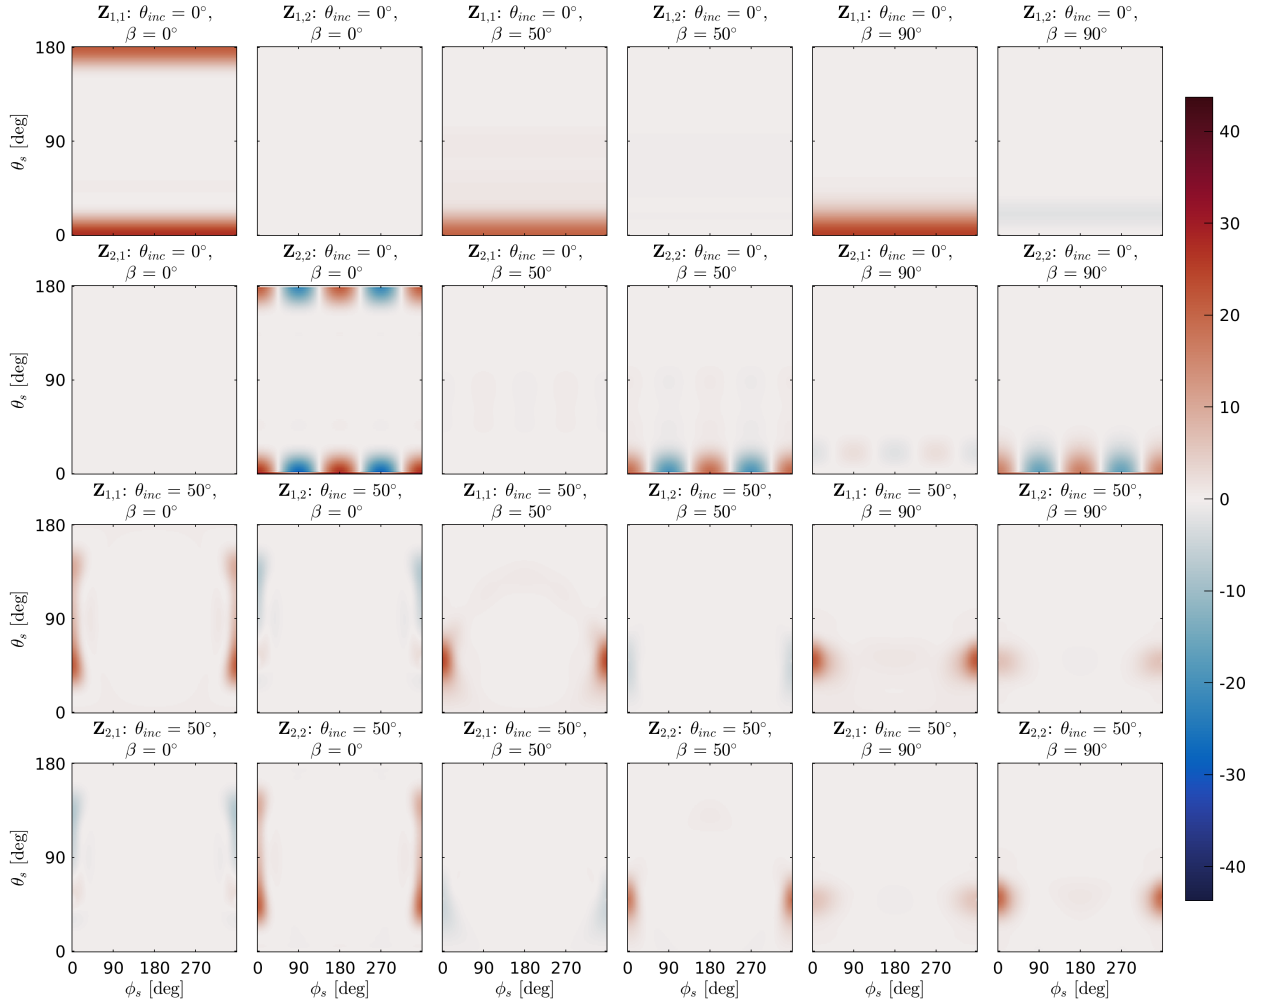 Z₁,₁: θinc = 0°, Z₁,₂: θinc = 0°, Z₁,₁: θinc = 0°, Z₁,₂: θinc = 0°, Z₁,₁: θinc = 0°, Z₁,₂: θinc = 0°,
β = 0° β = 0° β = 50° β = 50° β = 90° β = 90°
180
90
0
θs [deg]
Z₂,₁: θinc = 0°, Z₂,₂: θinc = 0°, Z₂,₁: θinc = 0°, Z₂,₂: θinc = 0°, Z₂,₁: θinc = 0°, Z₂,₂: θinc = 0°,
β = 0° β = 0° β = 50° β = 50° β = 90° β = 90°
180
90
0
θs [deg]
Z₁,₁: θinc = 50°, Z₁,₂: θinc = 50°, Z₁,₁: θinc = 50°, Z₁,₂: θinc = 50°, Z₁,₁: θinc = 50°, Z₁,₂: θinc = 50°,
β = 0° β = 0° β = 50° β = 50° β = 90° β = 90°
180
90
0
θs [deg]
Z₂,₁: θinc = 50°, Z₂,₂: θinc = 50°, Z₂,₁: θinc = 50°, Z₂,₂: θinc = 50°, Z₂,₁: θinc = 50°, Z₂,₂: θinc = 50°,
β = 0° β = 0° β = 50° β = 50° β = 90° β = 90°
180
90
0
θs [deg]
0 90 180 270 0 90 180 270 0 90 180 270 0 90 180 270 0 90 180 270 0 90 180 270
ϕs [deg] ϕs [deg] ϕs [deg] ϕs [deg] ϕs [deg] ϕs [deg]
40
30
20
10
0
-10
-20
-30
-40